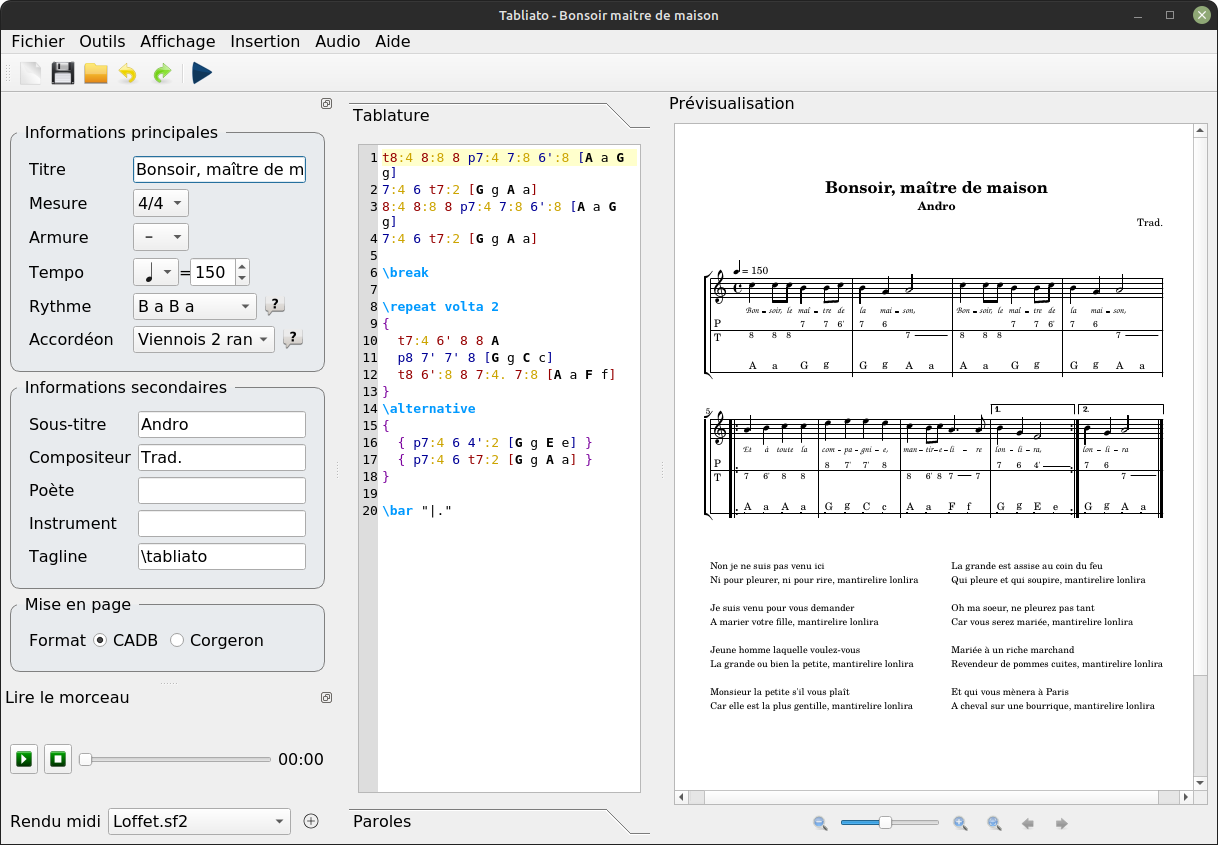 Tabliato - Bonsoir maitre de maison
Fichier Outils Affichage Insertion Audio Aide
Informations principales
Titre Bonsoir, maître de m
Mesure 4/4
Armure –
Tempo = 150
Rythme B a B a ?
Accordéon Viennois 2 ran ?
Informations secondaires
Sous-titre Andro
Compositeur Trad.
Poète
Instrument
Tagline \tabliato
Mise en page
Format CADB Corgeron
Lire le morceau
00:00
Rendu midi Loffet.sf2
Tablature
1 t8:4 8:8 8 p7:4 7:8 6':8 [A a G
g]
2 7:4 6 t7:2 [G g A a]
3 8:4 8:8 8 p7:4 7:8 6':8 [A a G
g]
4 7:4 6 t7:2 [G g A a]
5
6 \break
7
8 \repeat volta 2
9 {
10 t7:4 6' 8 8 A
11 p8 7' 7' 8 [G g C c]
12 t8 6':8 8 7:4. 7:8 [A a F f]
13 }
14 \alternative
15 {
16 { p7:4 6 4':2 [G g E e] }
17 { p7:4 6 t7:2 [G g A a] }
18 }
19
20 \bar "|."
Paroles
Prévisualisation
Bonsoir, maître de maison
Andro
Trad.
= 150
Bon – soir, le maî – tre de la mai – son, Bon – soir, le maî – tre de la mai – son,
P 7 7 6' 7 6 7 7 6' 7 6
T 8 8 8 7 8 8 8 7
A a G g G g A a A a G g G g A a
5 1. 2.
Et à toute la com – pa – gni – e, man – tir – e – li – re lon – li – ra, lon – li – ra
P 8 7' 7' 8 7 6 4' 7 6
T 7 6' 8 8 8 6' 8 7 7 7
A a A a G g C c A a F f G g E e G g A a
Non je ne suis pas venu ici
Ni pour pleurer, ni pour rire, mantirelire lonlira
Je suis venu pour vous demander
A marier votre fille, mantirelire lonlira
Jeune homme laquelle voulez-vous
La grande ou bien la petite, mantirelire lonlira
Monsieur la petite s'il vous plaît
Car elle est la plus gentille, mantirelire lonlira
La grande est assise au coin du feu
Qui pleure et qui soupire, mantirelire lonlira
Oh ma soeur, ne pleurez pas tant
Car vous serez mariée, mantirelire lonlira
Mariée à un riche marchand
Revendeur de pommes cuites, mantirelire lonlira
Et qui vous mènera à Paris
A cheval sur une bourrique, mantirelire lonlira